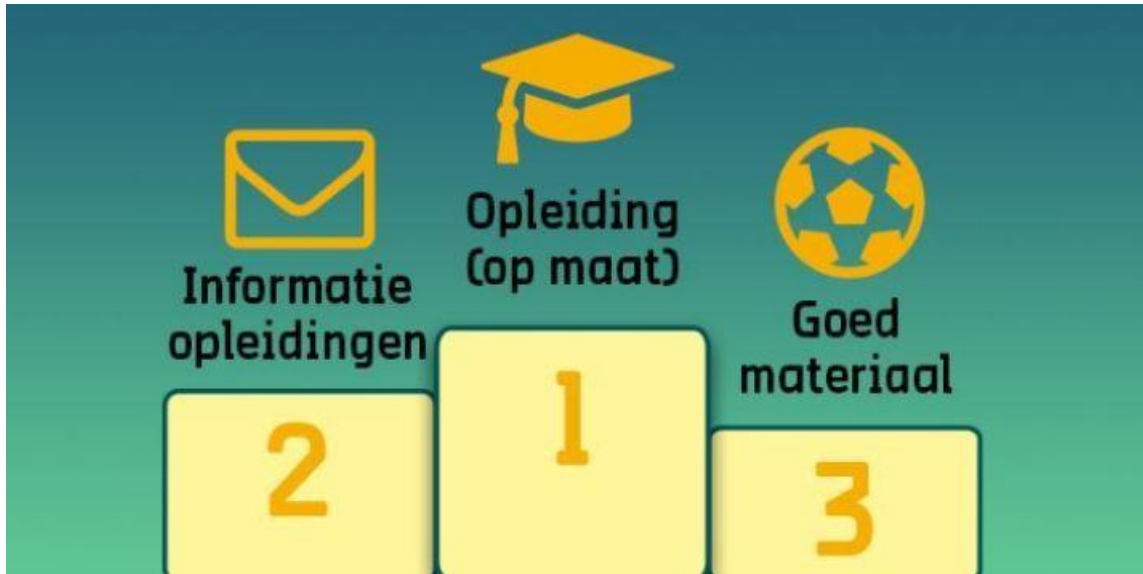 Opleiding
(op maat)
Informatie
opleidingen
Goed
materiaal
1
2
3